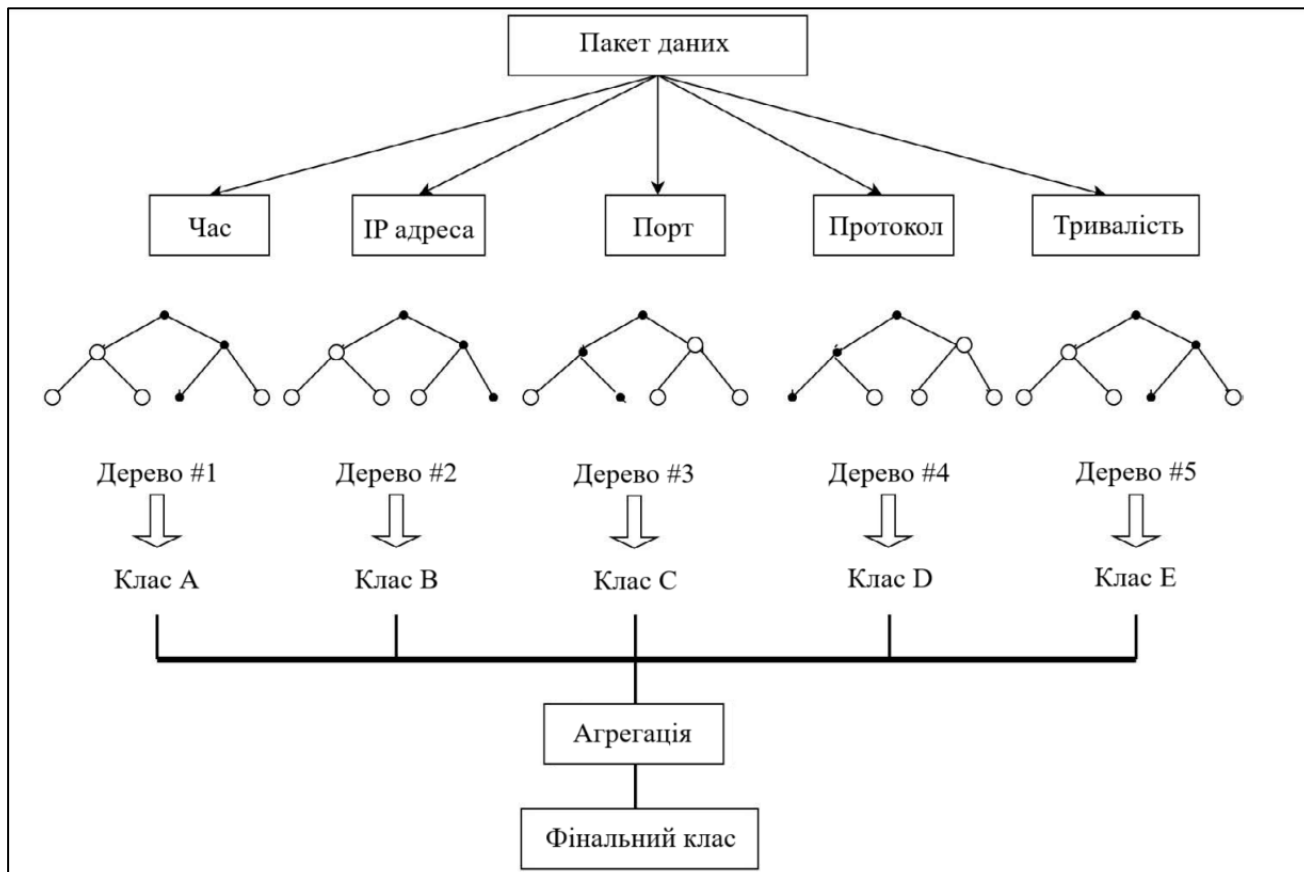 Пакет даних
Час
IP адреса
Порт
Протокол
Тривалість
Дерево #1
Дерево #2
Дерево #3
Дерево #4
Дерево #5
Клас A
Клас B
Клас C
Клас D
Клас E
Агрегація
Фінальний клас